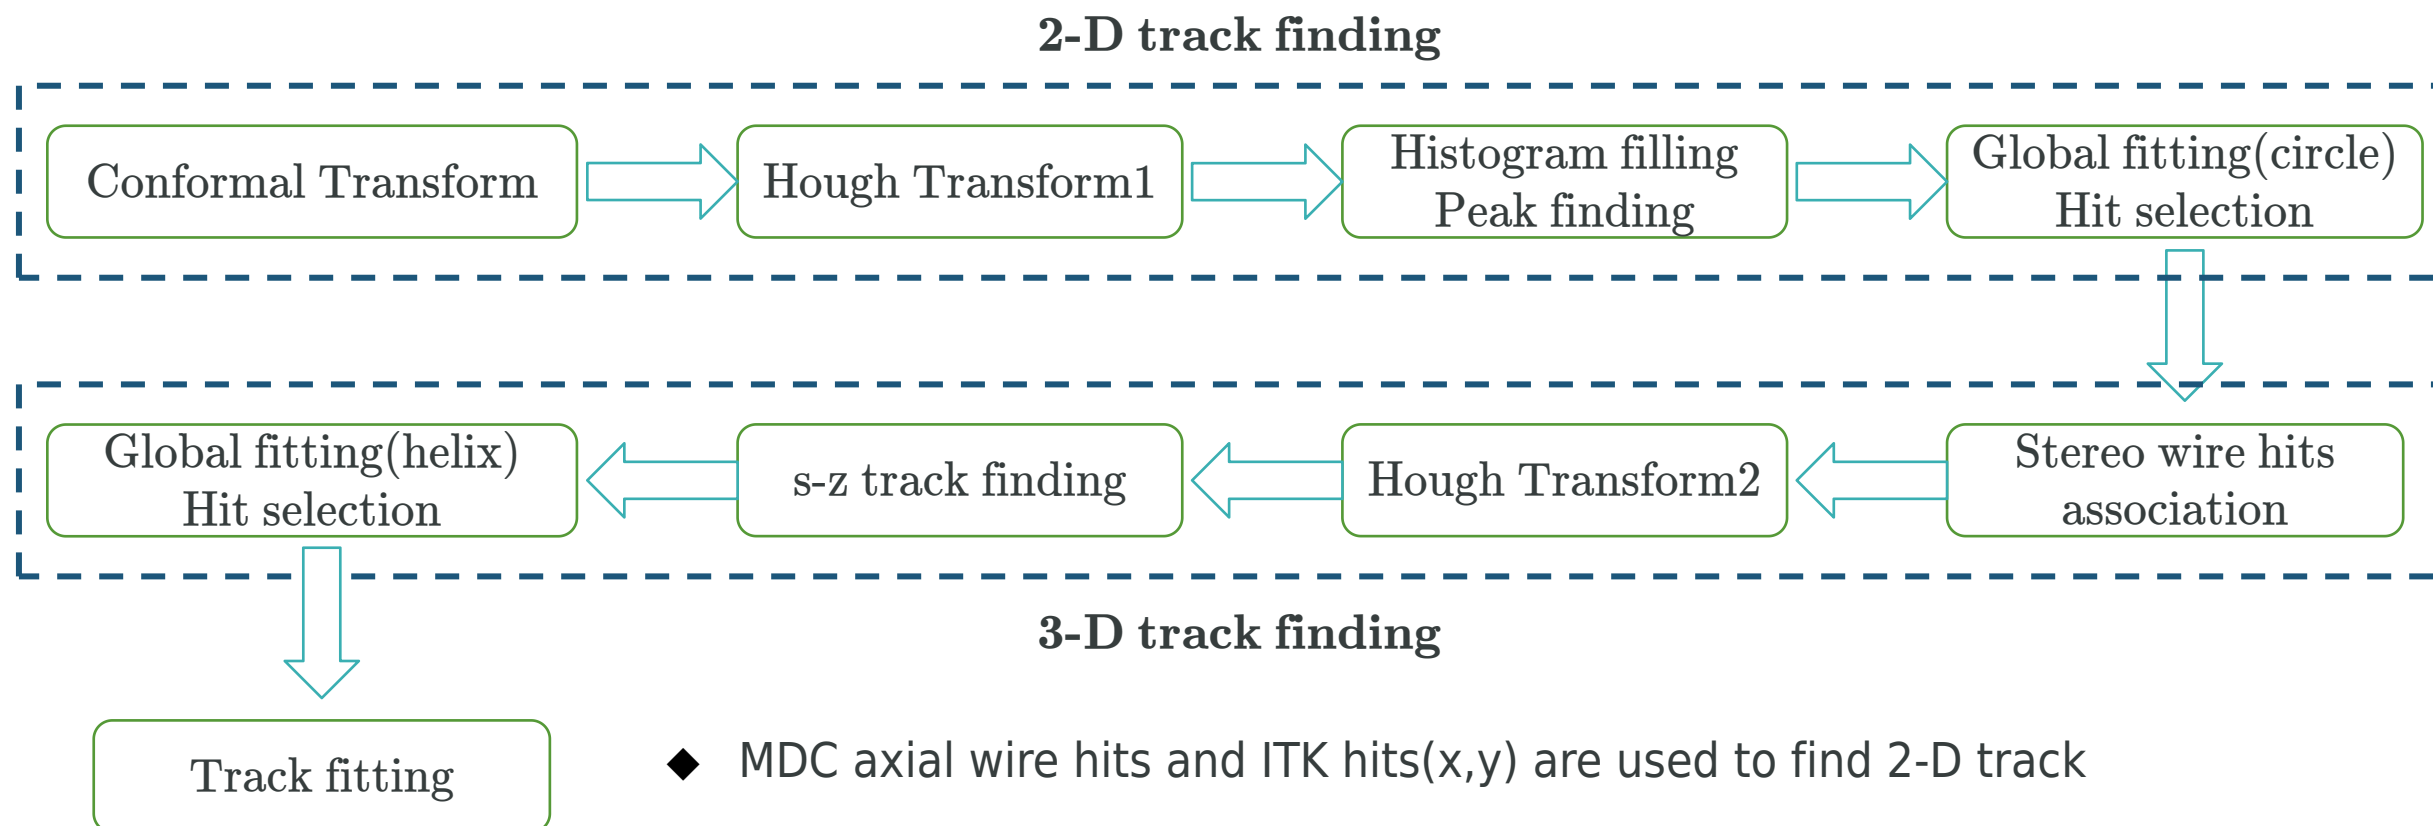 2-D track finding
Conformal Transform
Hough Transform1
Histogram filling
Peak finding
Global fitting(circle)
Hit selection
Stereo wire hits
association
Hough Transform2
s-z track finding
Global fitting(helix)
Hit selection
3-D track finding
Track fitting
◆ MDC axial wire hits and ITK hits(x,y) are used to find 2-D track